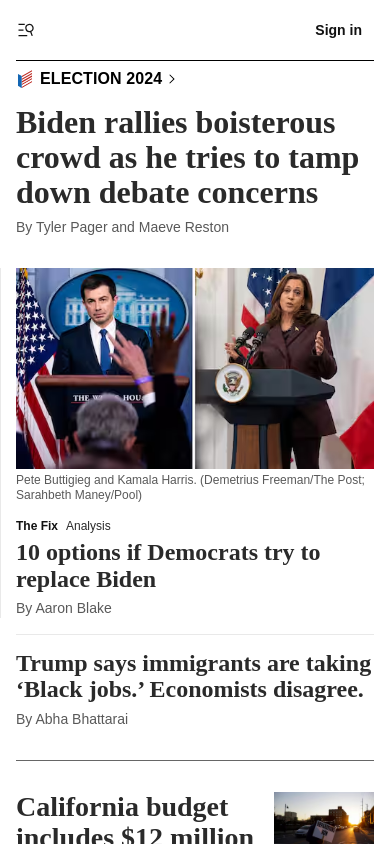 Sign in
ELECTION 2024
Biden rallies boisterous
crowd as he tries to tamp
down debate concerns
By Tyler Pager and Maeve Reston
THE WHITE HOUSE
Pete Buttigieg and Kamala Harris. (Demetrius Freeman/The Post;
Sarahbeth Maney/Pool)
The Fix Analysis
10 options if Democrats try to
replace Biden
By Aaron Blake
Trump says immigrants are taking
‘Black jobs.’ Economists disagree.
By Abha Bhattarai
California budget
includes $12 million